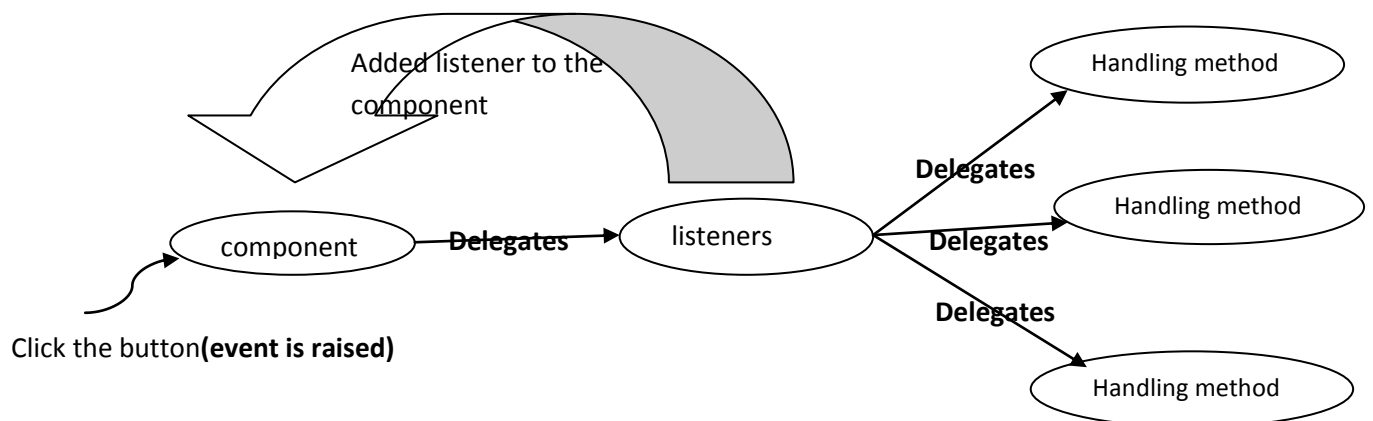 Added listener to the
component
Handling method
Delegates
Handling method
component
Delegates
listeners
Delegates
Delegates
Click the button(event is raised)
Handling method